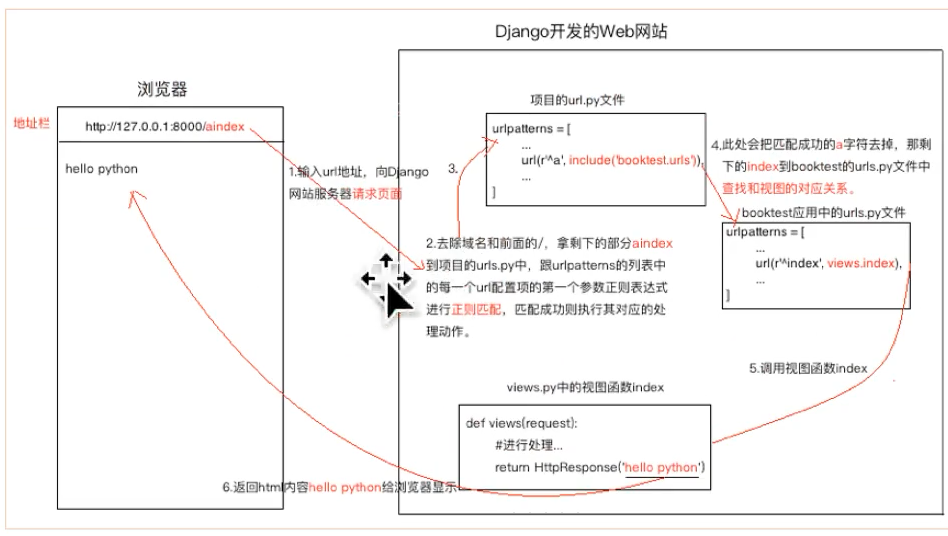 Django开发的Web网站
浏览器
地址栏
http://127.0.0.1:8000/aindex
hello python
1.输入url地址，向Django
网站服务器请求页面
项目的url.py文件
3.
urlpatterns = [
...
url(r'^a', include('booktest.urls')),
...
]
4.此处会把匹配成功的a字符去掉，那剩
下的index到booktest的urls.py文件中
查找和视图的对应关系。
booktest应用中的urls.py文件
urlpatterns = [
...
url(r'^index', views.index),
...
]
2.去除域名和前面的/，拿剩下的部分aindex
到项目的urls.py中，跟urlpatterns的列表中
的每一个url配置项的第一个参数正则表达式
进行正则匹配，匹配成功则执行其对应的处
理动作。
5.调用视图函数index
views.py中的视图函数index
def views(request):
#进行处理...
return HttpResponse('hello python')
6.返回html内容hello python给浏览器显示